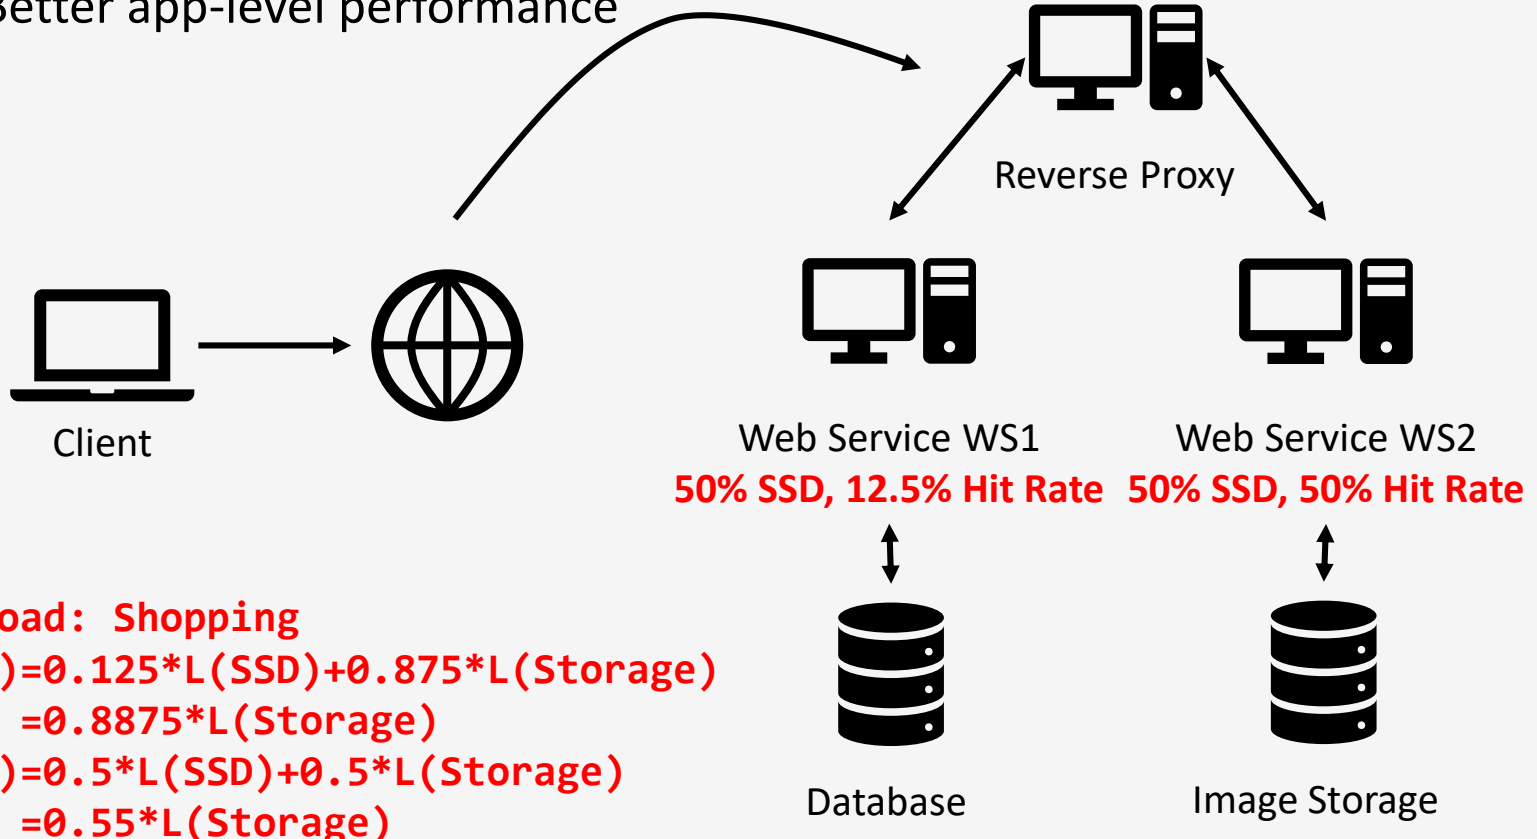 Better app-level performance
Reverse Proxy
Client
Web Service WS1
Web Service WS2
50% SSD, 12.5% Hit Rate
50% SSD, 50% Hit Rate
oad: Shopping
)=0.125*L(SSD)+0.875*L(Storage)
=0.8875*L(Storage)
)=0.5*L(SSD)+0.5*L(Storage)
=0.55*L(Storage)
Database
Image Storage